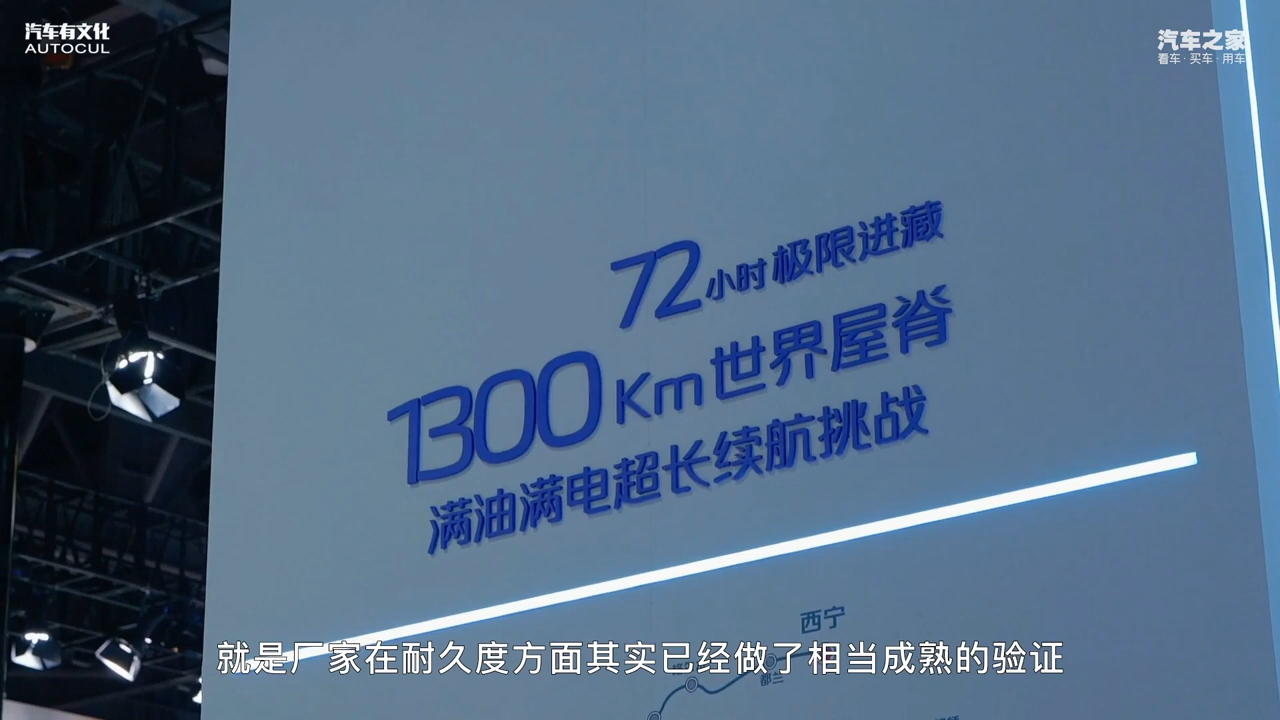 汽车有文化
AUTOCUL
汽车之家
看车·买车·用车
72小时极限进藏
1300Km世界屋脊
满油满电超长续航挑战
西宁
都兰
就是厂家在耐久度方面其实已经做了相当成熟的验证